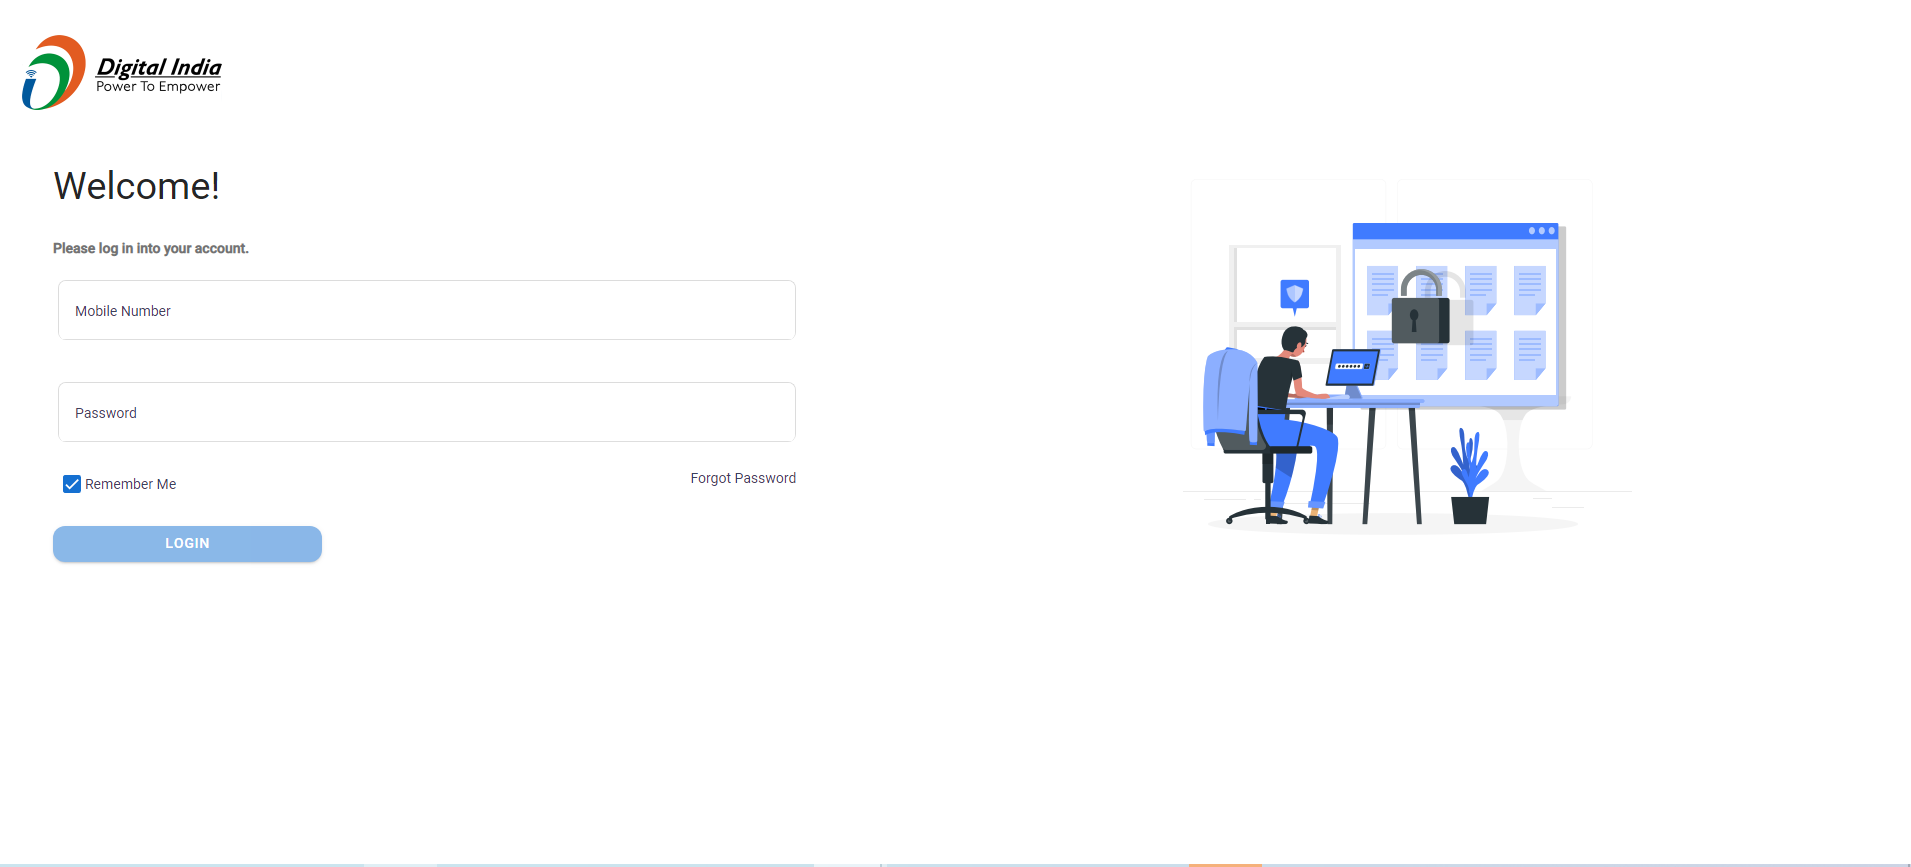 Digital India
Power To Empower
Welcome!
Please log in into your account.
Mobile Number
Password
Remember Me
Forgot Password
LOGIN